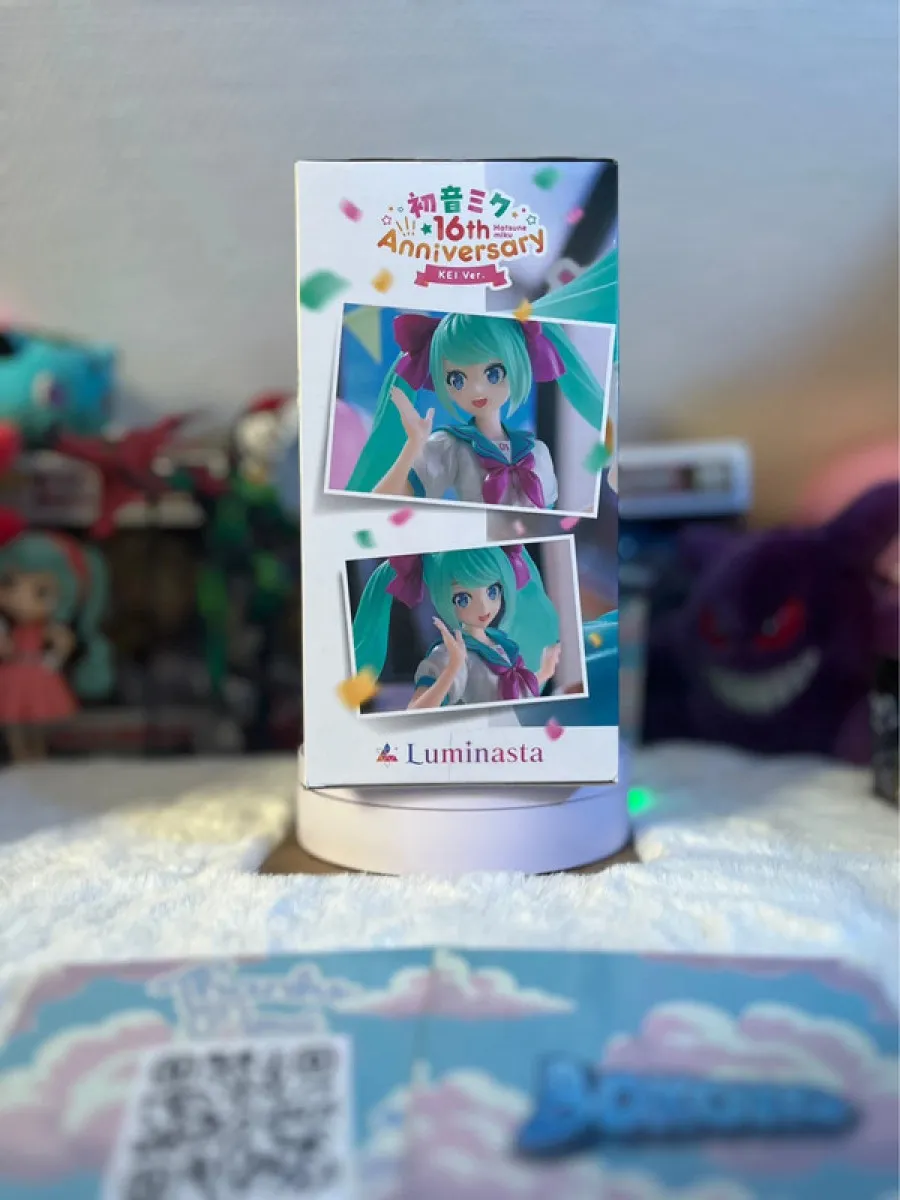 初音ミク
16th Hatsune miku
Anniversary
KEI Ver.
Luminasta